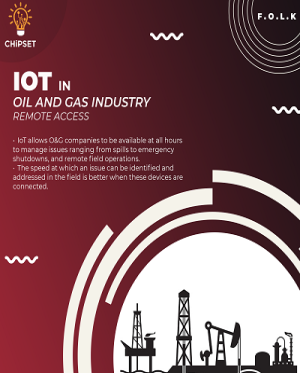 CHiPSET
F.O.L.K
IOT IN
OIL AND GAS INDUSTRY
REMOTE ACCESS
- IoT allows O&G companies to be available at all hours
to manage issues ranging from spills to emergency
shutdowns, and remote field operations.
- The speed at which an issue can be identified and
addressed in the field is better when these devices are
connected.